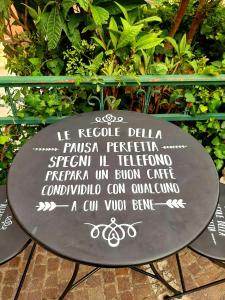 LE REGOLE DELLA
PAUSA PERFETTA
SPEGNI IL TELEFONO
PREPARA UN BUON CAFFÈ
CONDIVIDILO CON QUALCUNO
A CUI VUOI BENE